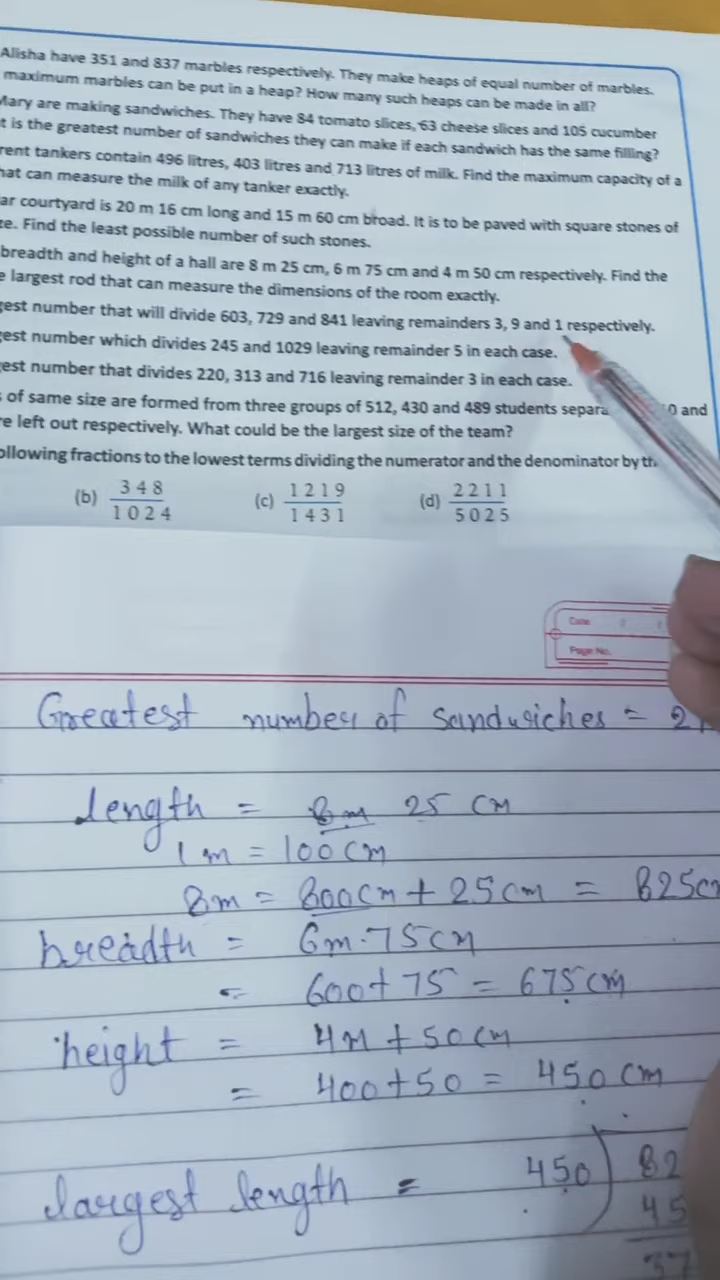 Alisha have 351 and 837 marbles respectively. They make heaps of equal number of marbles.
maximum marbles can be put in a heap? How many such heaps can be made in all?
Mary are making sandwiches. They have 84 tomato slices, 63 cheese slices and 105 cucumber
is the greatest number of sandwiches they can make if each sandwich has the same filling?
tankers contain 496 litres, 403 litres and 713 litres of milk. Find the maximum capacity of a
can measure the milk of any tanker exactly.
courtyard is 20 m 16 cm long and 15 m 60 cm broad. It is to be paved with square stones of
Find the least possible number of such stones.
breadth and height of a hall are 8 m 25 cm, 6 m 75 cm and 4 m 50 cm respectively. Find the
largest rod that can measure the dimensions of the room exactly.
number that will divide 603, 729 and 841 leaving remainders 3, 9 and 1 respectively.
number which divides 245 and 1029 leaving remainder 5 in each case.
number that divides 220, 313 and 716 leaving remainder 3 in each case.
of same size are formed from three groups of 512, 430 and 489 students and
left out respectively. What could be the largest size of the team?
fractions to the lowest terms dividing the numerator and the denominator by
(b) 348/1024 (c) 1219/1431 (d) 2211/5025
Date
Page No.
Greatest number of sandwiches = 21
length = 8m 25 cm
1 m = 100 cm
8m = 800cm + 25cm = 825cm
breadth = 6m 75cm
= 600 + 75 = 675 cm
height = 4m + 50cm
= 400 + 50 = 450 cm
largest length = 450) 82
45
37